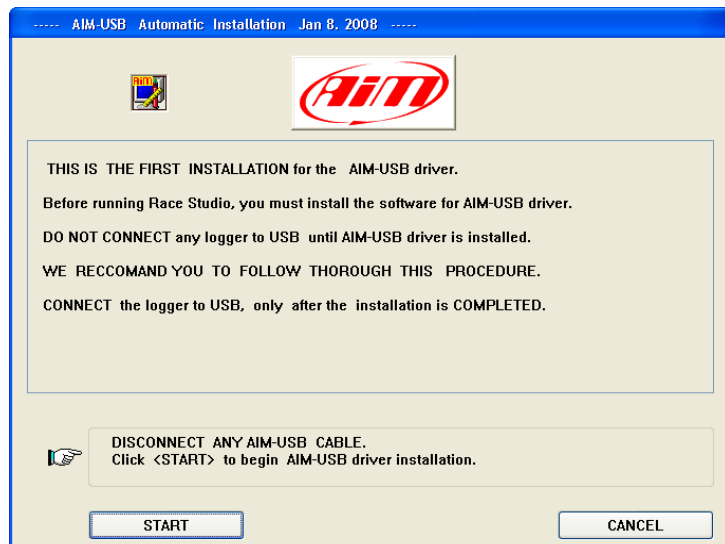 ----- AIM-USB Automatic Installation Jan 8. 2008 -----
AiM
AiM
THIS IS THE FIRST INSTALLATION for the AIM-USB driver.
Before running Race Studio, you must install the software for AIM-USB driver.
DO NOT CONNECT any logger to USB until AIM-USB driver is installed.
WE RECCOMAND YOU TO FOLLOW THOROUGH THIS PROCEDURE.
CONNECT the logger to USB, only after the installation is COMPLETED.
DISCONNECT ANY AIM-USB CABLE.
Click <START> to begin AIM-USB driver installation.
START
CANCEL